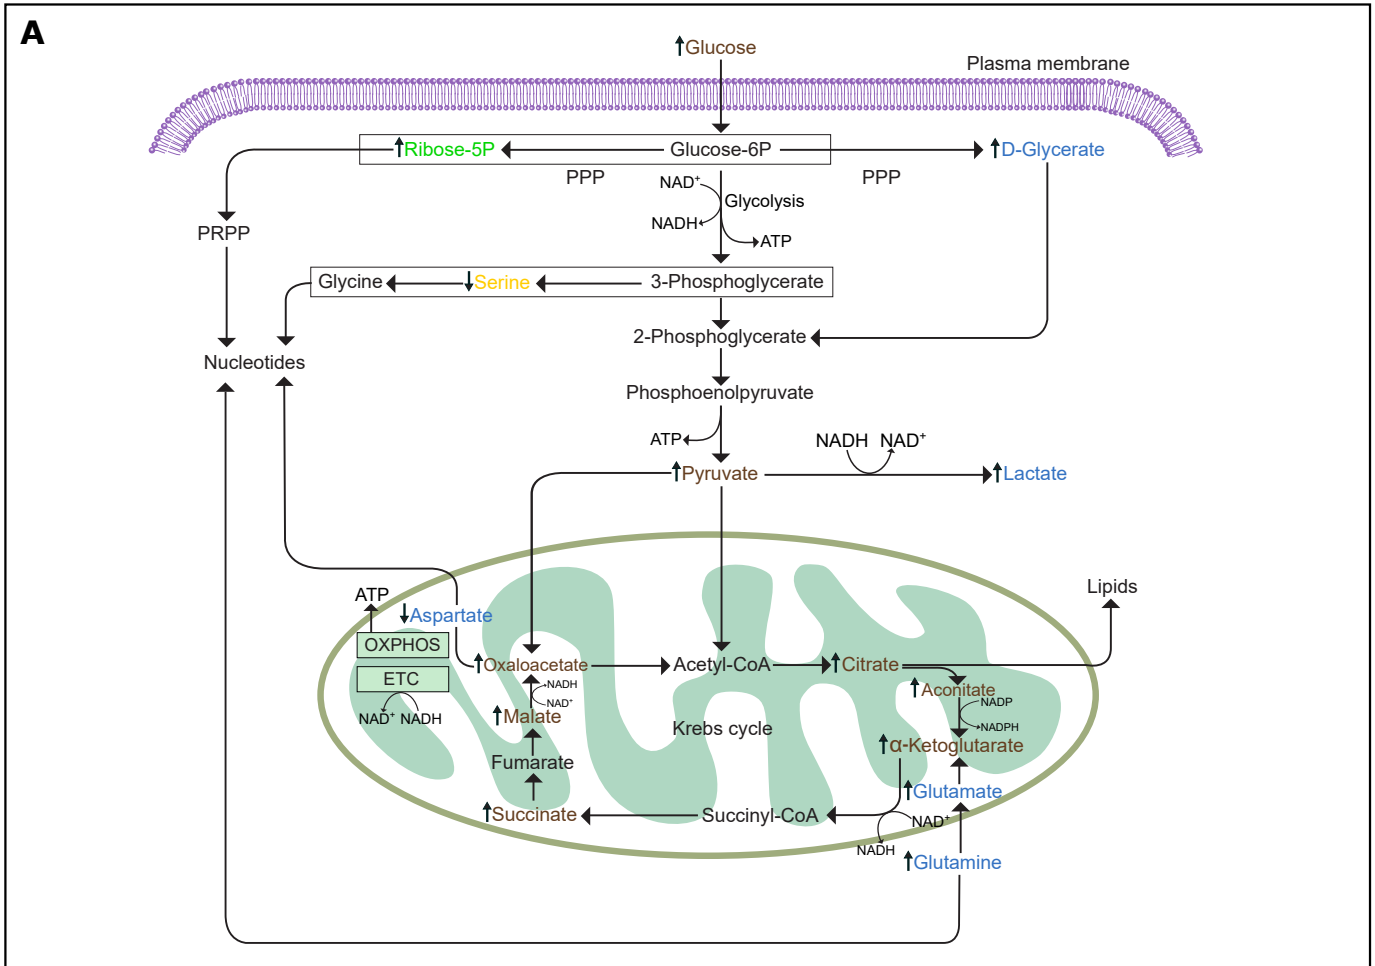 A
↑Glucose
Plasma membrane
↑Ribose-5P
Glucose-6P
↑D-Glycerate
PPP
PPP
NAD⁺
Glycolysis
NADH
ATP
PRPP
Glycine
↓Serine
3-Phosphoglycerate
2-Phosphoglycerate
Nucleotides
Phosphoenolpyruvate
ATP
NADH NAD⁺
↑Pyruvate
↑Lactate
ATP
↓Aspartate
Lipids
OXPHOS
ETC
NAD⁺ NADH
↑Oxaloacetate
Acetyl-CoA
↑Citrate
NADH
NAD⁺
↑Aconitate
NADP
NADPH
↑Malate
Krebs cycle
↑α-Ketoglutarate
Fumarate
↑Glutamate
↑Succinate
Succinyl-CoA
NAD⁺
NADH
↑Glutamine